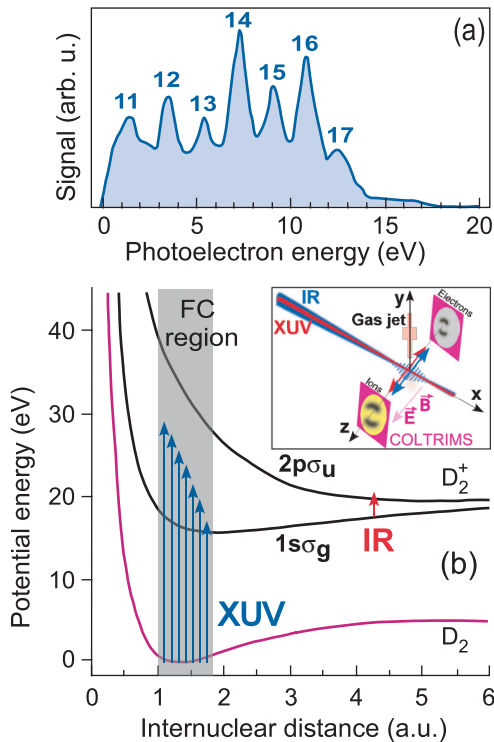 (a)
Signal (arb. u.)
11
12
13
14
15
16
17
0
5
10
15
20
Photoelectron energy (eV)
Potential energy (eV)
40
30
20
10
0
FC
region
IR
XUV
y
Gas jet
Electrons
Ions
x
z
E
B
COLTRIMS
2pσu
D2+
1sσg
IR
(b)
XUV
D2
0
1
2
3
4
5
6
Internuclear distance (a.u.)